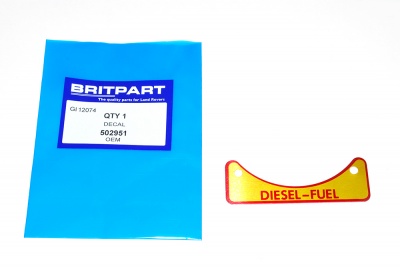 BRITPART
The quality parts for Land Rovers
GI 12074
QTY 1
DECAL
502951
OEM
DIESEL-FUEL